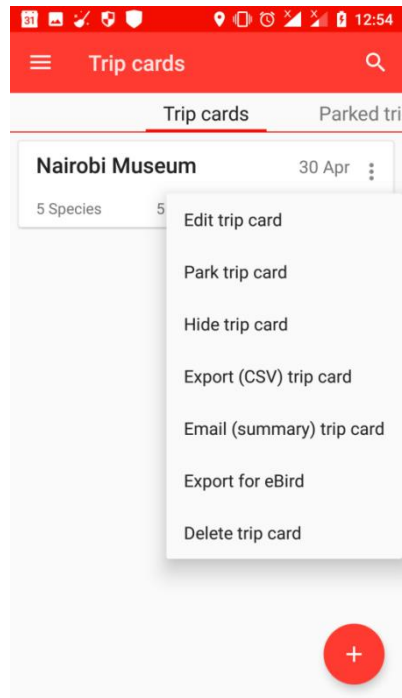 31 12:54
Trip cards
Trip cards Parked tri
Nairobi Museum 30 Apr
5 Species 5
Edit trip card
Park trip card
Hide trip card
Export (CSV) trip card
Email (summary) trip card
Export for eBird
Delete trip card
+